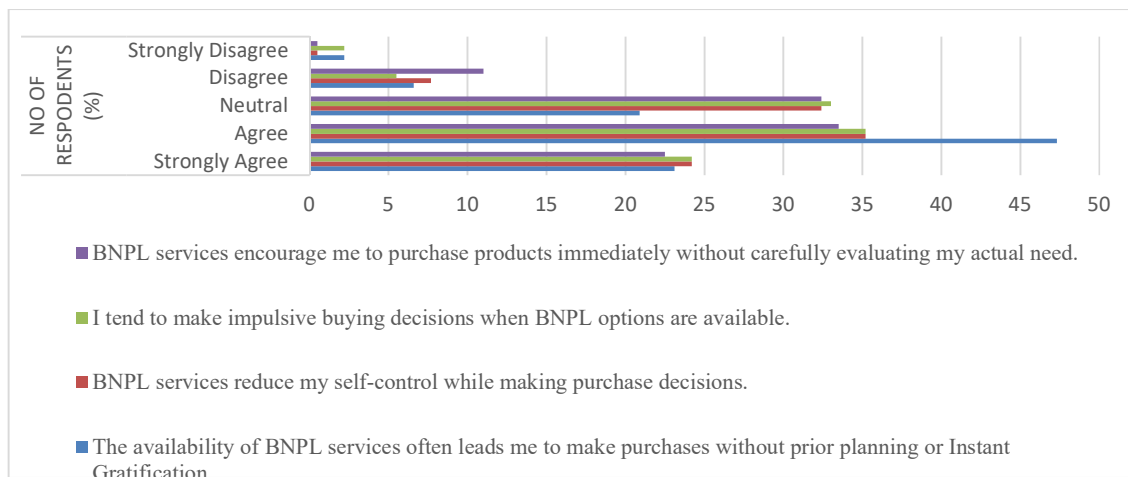 NO OF
RESPODENTS
(%)
Strongly Disagree
Disagree
Neutral
Agree
Strongly Agree
0 5 10 15 20 25 30 35 40 45 50
BNPL services encourage me to purchase products immediately without carefully evaluating my actual need.
I tend to make impulsive buying decisions when BNPL options are available.
BNPL services reduce my self-control while making purchase decisions.
The availability of BNPL services often leads me to make purchases without prior planning or Instant
Gratification